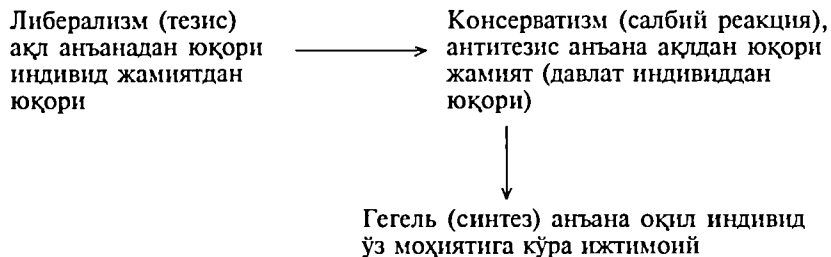 Либерализм (тезис)
ақл анъанадан юқори
индивид жамиятдан
юқори
Консерватизм (салбий реакция),
антитезис анъана ақлдан юқори
жамият (давлат индивиддан
юқори)
Гегель (синтез) анъана оқил индивид
ўз моҳиятига кўра ижтимоий